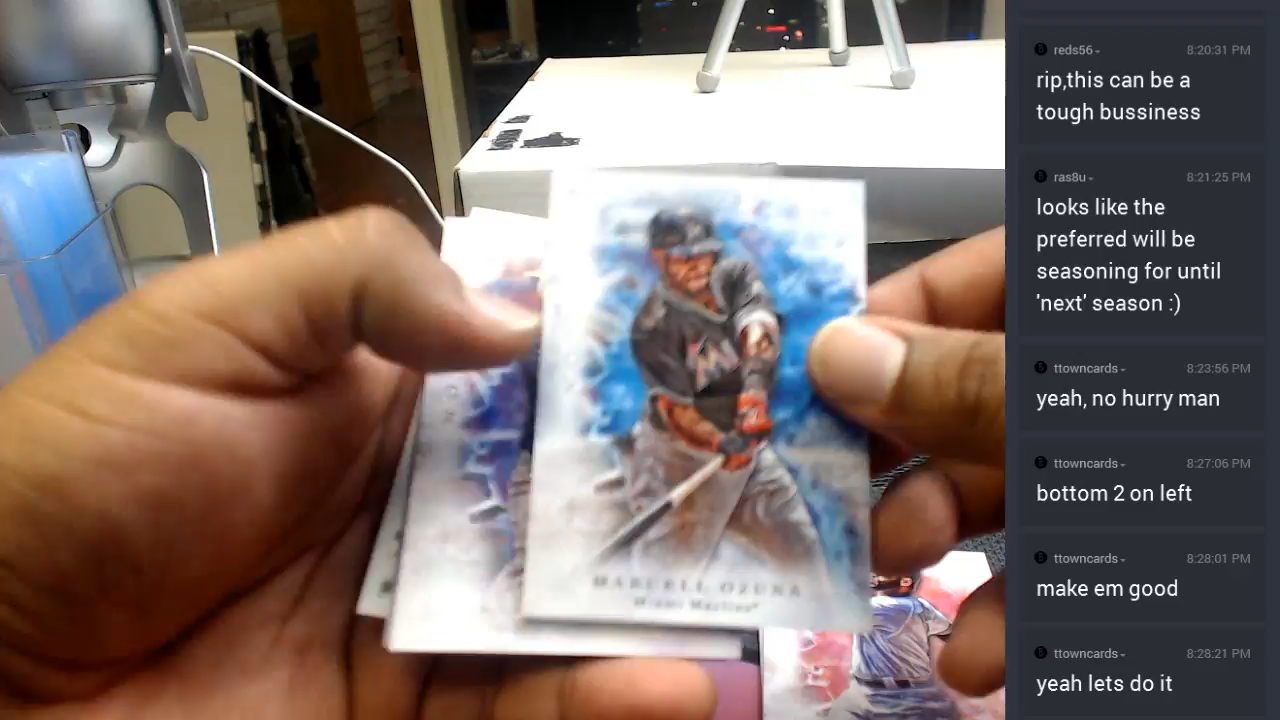 reds56
8:20:31 PM
rip,this can be a
tough bussiness
ras8u
8:21:25 PM
looks like the
preferred will be
seasoning for until
'next' season :)
ttowncards
8:23:56 PM
yeah, no hurry man
ttowncards
8:27:06 PM
bottom 2 on left
ttowncards
8:28:01 PM
make em good
ttowncards
8:28:21 PM
yeah lets do it
MARCELL OZUNA
Miami Marlins